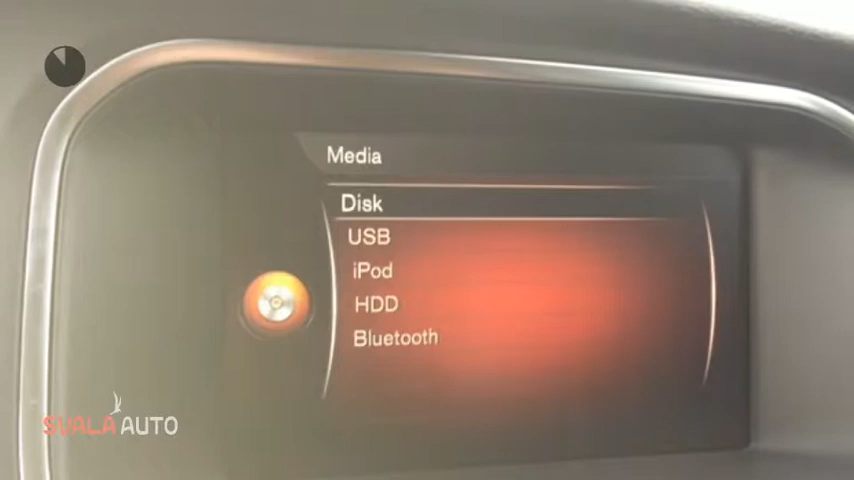 Media
Disk
USB
iPod
HDD
Bluetooth
SVALA AUTO